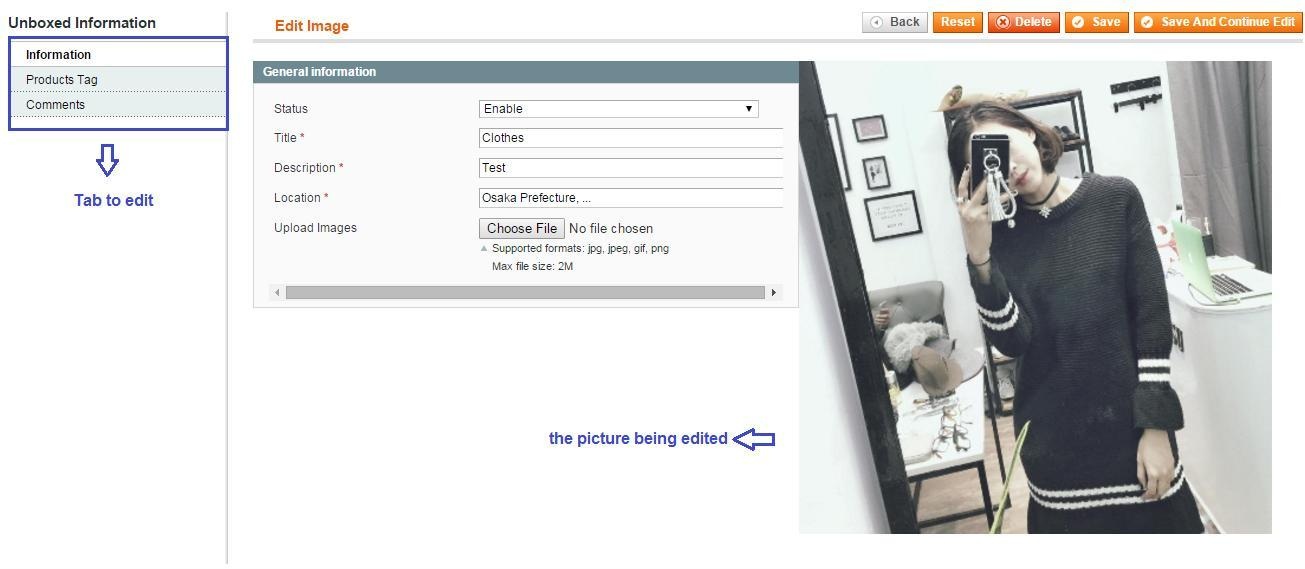 Unboxed Information
Information
Products Tag
Comments
Tab to edit
Edit Image
Back
Reset
Delete
Save
Save And Continue Edit
General information
Status
Enable
Title *
Clothes
Description *
Test
Location *
Osaka Prefecture, ...
Upload Images
Choose File No file chosen
Supported formats: jpg, jpeg, gif, png
Max file size: 2M
the picture being edited